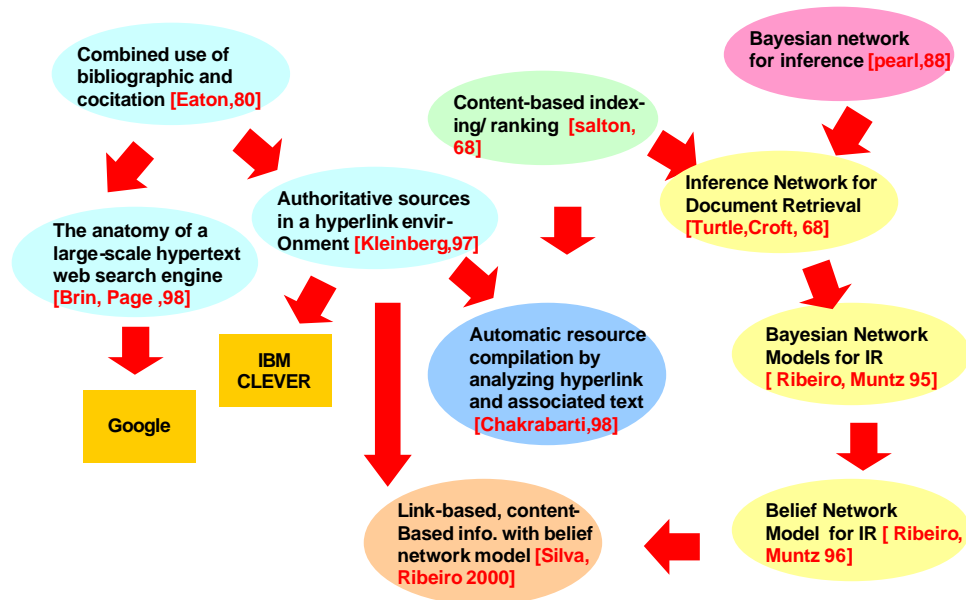 Combined use of
bibliographic and
cocitation [Eaton,80]
Bayesian network
for inference [pearl,88]
Content-based index-
ing/ ranking [salton,
68]
Authoritative sources
in a hyperlink envir-
Onment [Kleinberg,97]
Inference Network for
Document Retrieval
[Turtle,Croft, 68]
The anatomy of a
large-scale hypertext
web search engine
[Brin, Page ,98]
Automatic resource
compilation by
analyzing hyperlink
and associated text
[Chakrabarti,98]
Bayesian Network
Models for IR
[ Ribeiro, Muntz 95]
IBM
CLEVER
Google
Link-based, content-
Based info. with belief
network model [Silva,
Ribeiro 2000]
Belief Network
Model for IR [ Ribeiro,
Muntz 96]